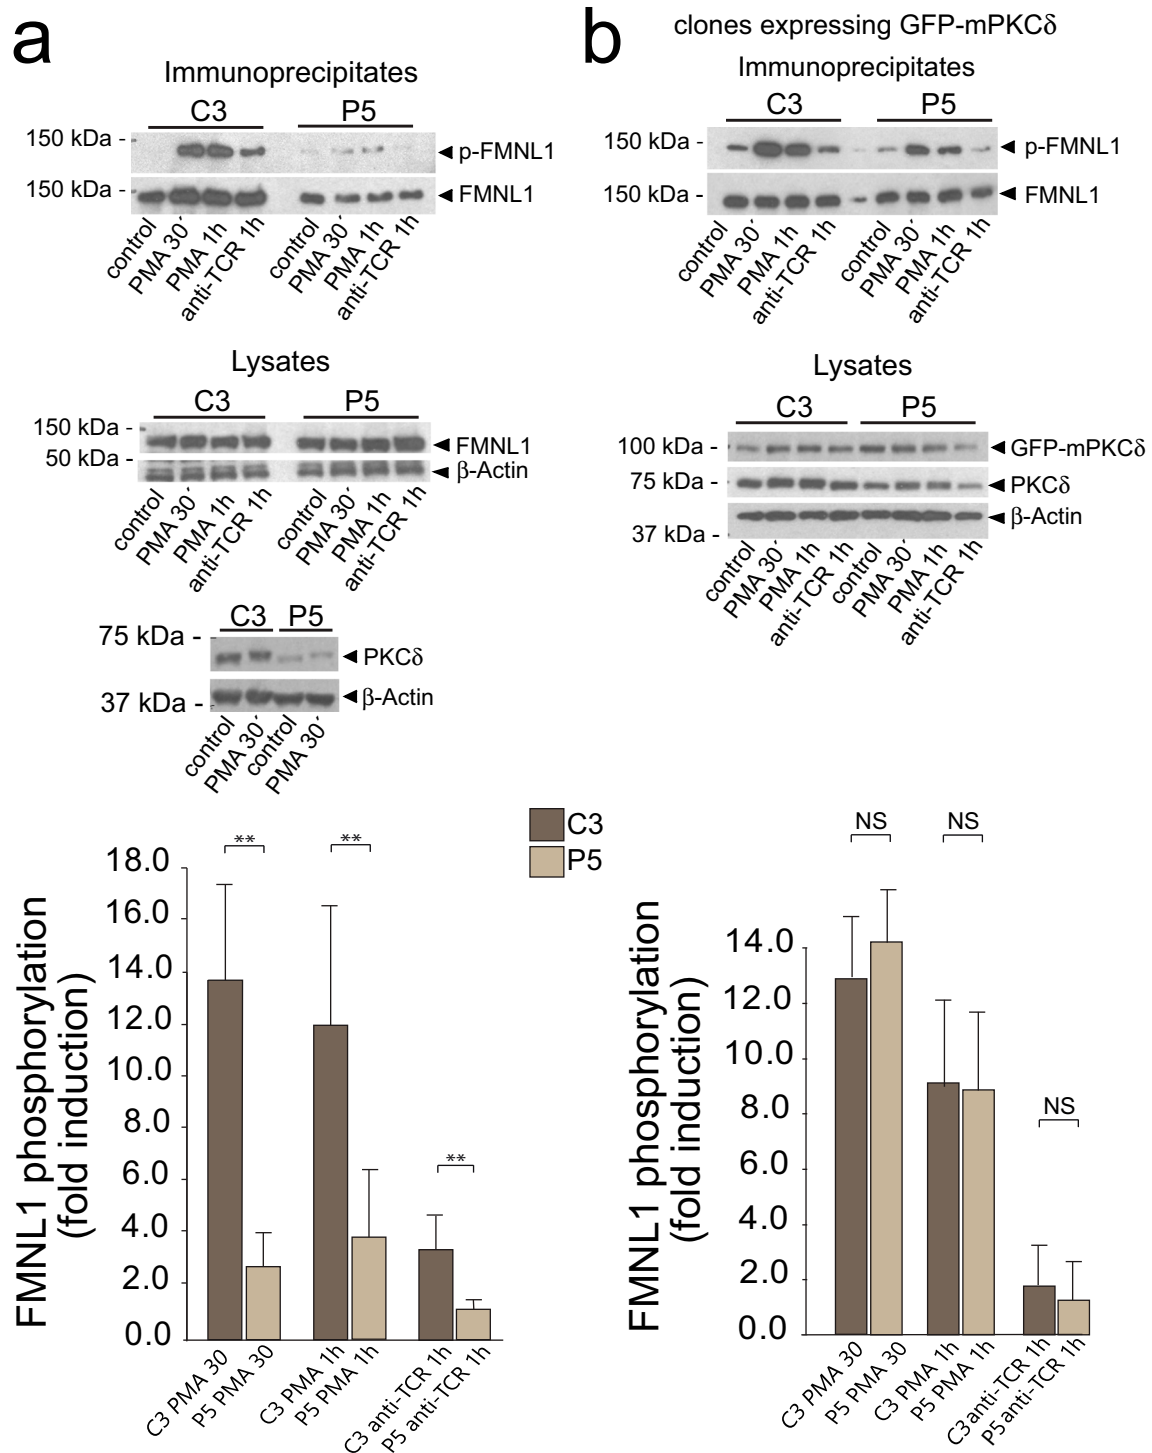 a
Immunoprecipitates
C3 P5
150 kDa -
p-FMNL1
150 kDa -
FMNL1
control
PMA 30´
PMA 1h
anti-TCR 1h
control
PMA 30´
PMA 1h
anti-TCR 1h
Lysates
C3 P5
150 kDa -
FMNL1
50 kDa -
β-Actin
control
PMA 30´
PMA 1h
anti-TCR 1h
control
PMA 30´
PMA 1h
anti-TCR 1h
C3 P5
75 kDa -
PKCδ
37 kDa -
β-Actin
control
PMA 30´
control
PMA 30´
C3
P5
FMNL1 phosphorylation
(fold induction)
18.0
16.0
14.0
12.0
10.0
8.0
6.0
4.0
2.0
0.0
**
**
**
C3 PMA 30
P5 PMA 30
C3 PMA 1h
P5 PMA 1h
C3 anti-TCR 1h
P5 anti-TCR 1h
b
clones expressing GFP-mPKCδ
Immunoprecipitates
C3 P5
150 kDa -
p-FMNL1
150 kDa -
FMNL1
control
PMA 30´
PMA 1h
anti-TCR 1h
control
PMA 30´
PMA 1h
anti-TCR 1h
Lysates
C3 P5
100 kDa -
GFP-mPKCδ
75 kDa -
PKCδ
β-Actin
37 kDa -
control
PMA 30´
PMA 1h
anti-TCR 1h
control
PMA 30´
PMA 1h
anti-TCR 1h
FMNL1 phosphorylation
(fold induction)
14.0
12.0
10.0
8.0
6.0
4.0
2.0
0.0
NS
NS
NS
C3 PMA 30
P5 PMA 30
C3 PMA 1h
P5 PMA 1h
C3 anti-TCR 1h
P5 anti-TCR 1h